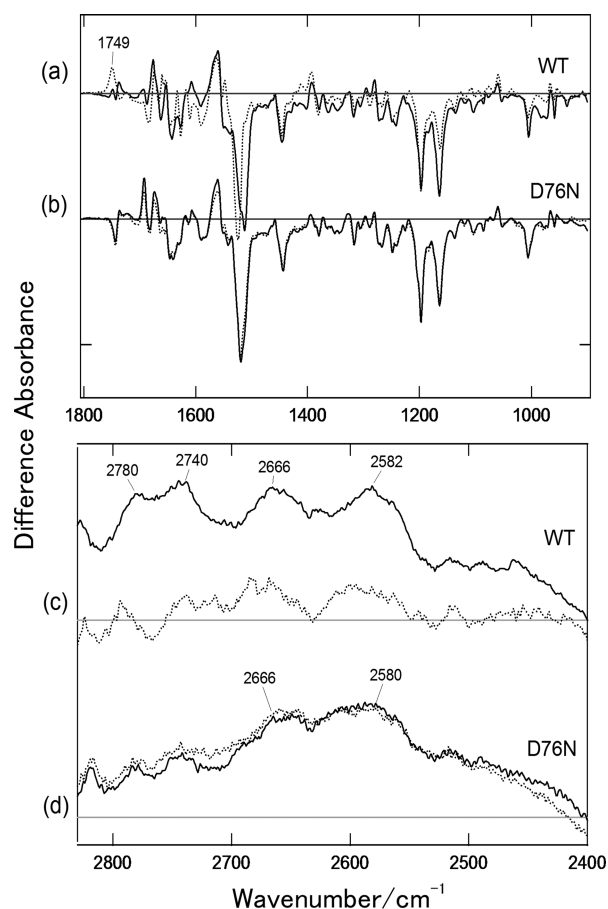 1749
(a)
WT
(b)
D76N
1800
1600
1400
1200
1000
Difference Absorbance
2780
2740
2666
2582
WT
(c)
2666
2580
D76N
(d)
2800
2700
2600
2500
2400
Wavenumber/cm⁻¹